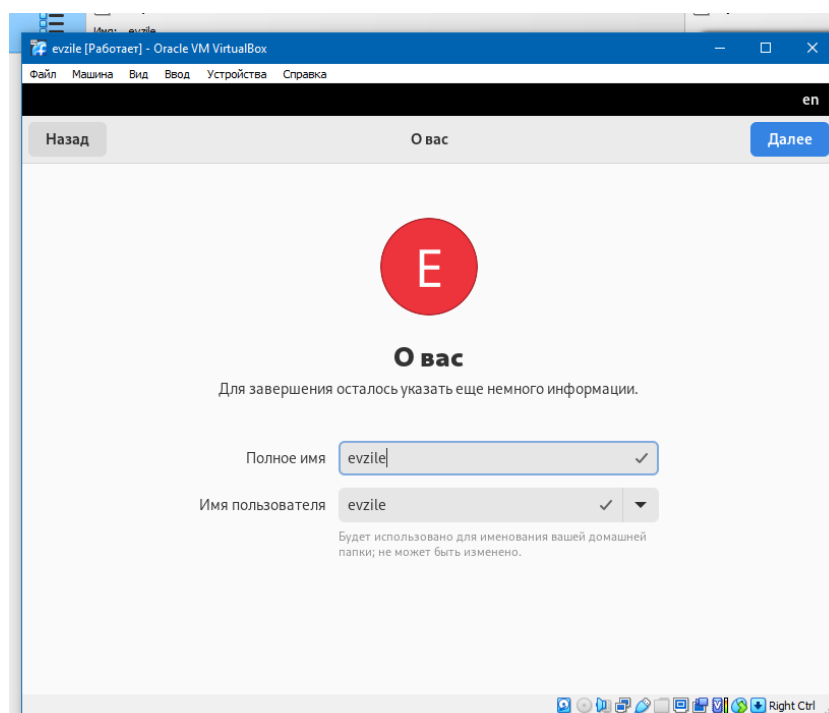 Имя: evzile
evzile [Работает] - Oracle VM VirtualBox
Файл Машина Вид Ввод Устройства Справка
en
Назад О вас Далее
E
О вас
Для завершения осталось указать еще немного информации.
Полное имя evzile
Имя пользователя evzile
Будет использовано для именования вашей домашней
папки; не может быть изменено.
Right Ctrl